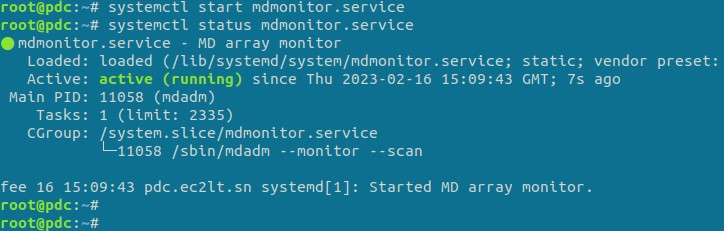 root@pdc:~# systemctl start mdmonitor.service
root@pdc:~# systemctl status mdmonitor.service
● mdmonitor.service - MD array monitor
   Loaded: loaded (/lib/systemd/system/mdmonitor.service; static; vendor preset:
   Active: active (running) since Thu 2023-02-16 15:09:43 GMT; 7s ago
 Main PID: 11058 (mdadm)
    Tasks: 1 (limit: 2335)
   CGroup: /system.slice/mdmonitor.service
           └─11058 /sbin/mdadm --monitor --scan
fee 16 15:09:43 pdc.ec2lt.sn systemd[1]: Started MD array monitor.
root@pdc:~#
root@pdc:~#